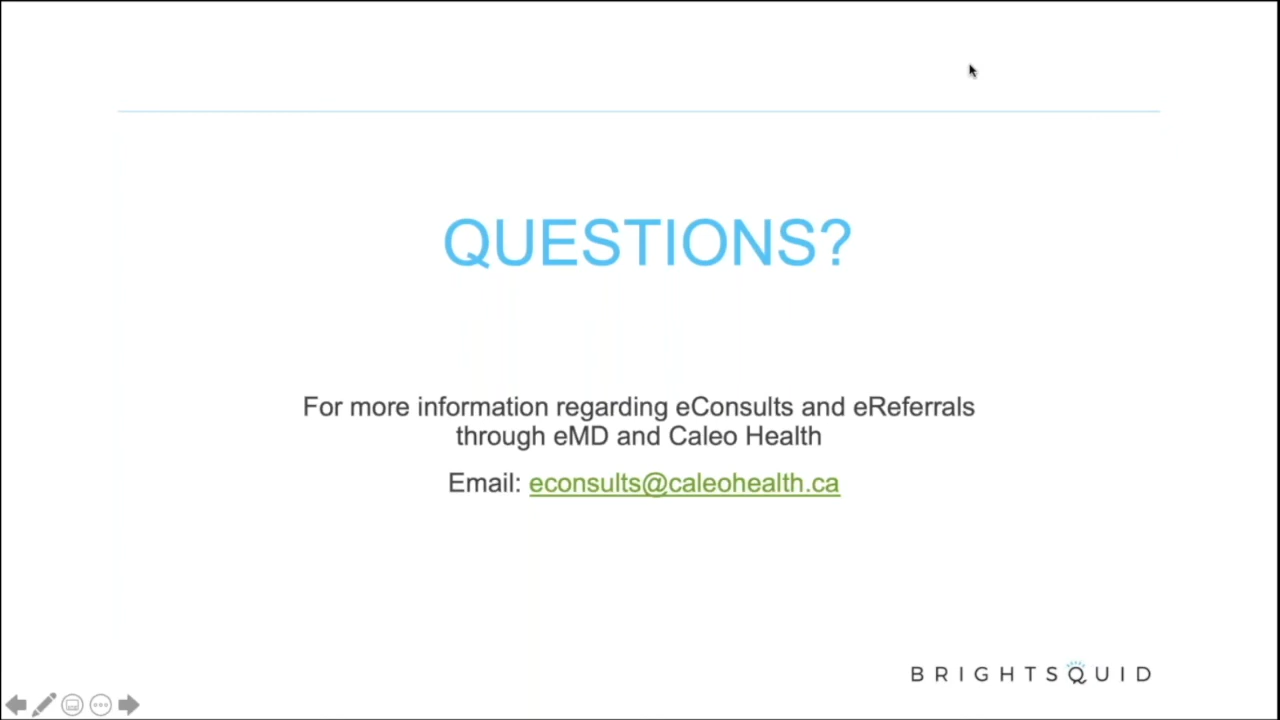 QUESTIONS?
For more information regarding eConsults and eReferrals
through eMD and Caleo Health
Email: econsults@caleohealth.ca
BRIGHTSQUID